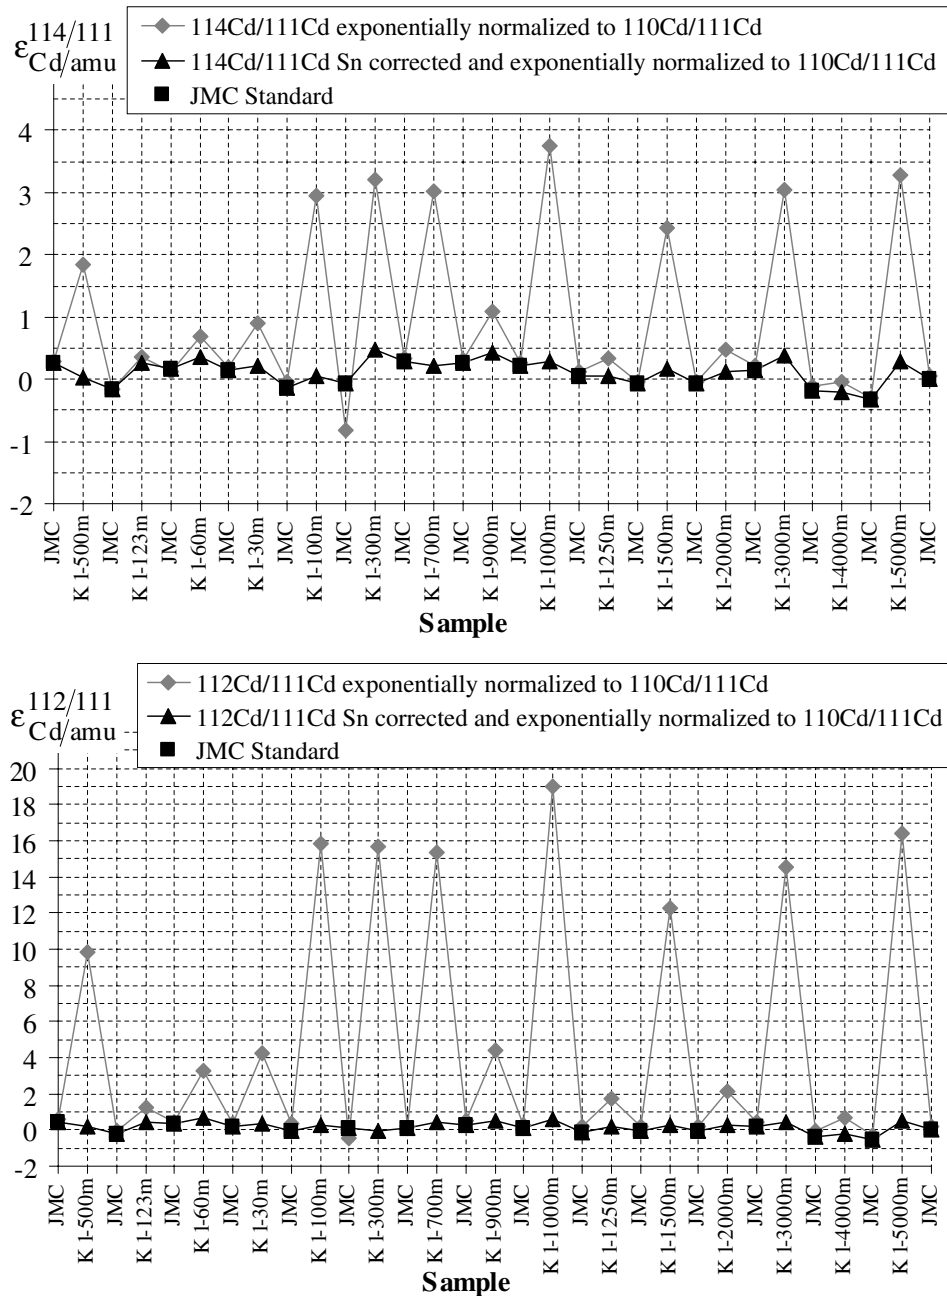 ε114/111
Cd/amu
114Cd/111Cd exponentially normalized to 110Cd/111Cd
114Cd/111Cd Sn corrected and exponentially normalized to 110Cd/111Cd
JMC Standard
4
3
2
1
0
-1
-2
JMC
K 1-500m
JMC
K 1-123m
JMC
K 1-60m
JMC
K 1-30m
JMC
K 1-100m
JMC
K 1-300m
JMC
K 1-700m
JMC
K 1-900m
JMC
K 1-1000m
JMC
K 1-1250m
JMC
K 1-1500m
JMC
K 1-2000m
JMC
K 1-3000m
JMC
K 1-4000m
JMC
K 1-5000m
JMC
Sample
ε112/111
Cd/amu
112Cd/111Cd exponentially normalized to 110Cd/111Cd
112Cd/111Cd Sn corrected and exponentially normalized to 110Cd/111Cd
JMC Standard
20
18
16
14
12
10
8
6
4
2
0
-2
JMC
K 1-500m
JMC
K 1-123m
JMC
K 1-60m
JMC
K 1-30m
JMC
K 1-100m
JMC
K 1-300m
JMC
K 1-700m
JMC
K 1-900m
JMC
K 1-1000m
JMC
K 1-1250m
JMC
K 1-1500m
JMC
K 1-2000m
JMC
K 1-3000m
JMC
K 1-4000m
JMC
K 1-5000m
JMC
Sample